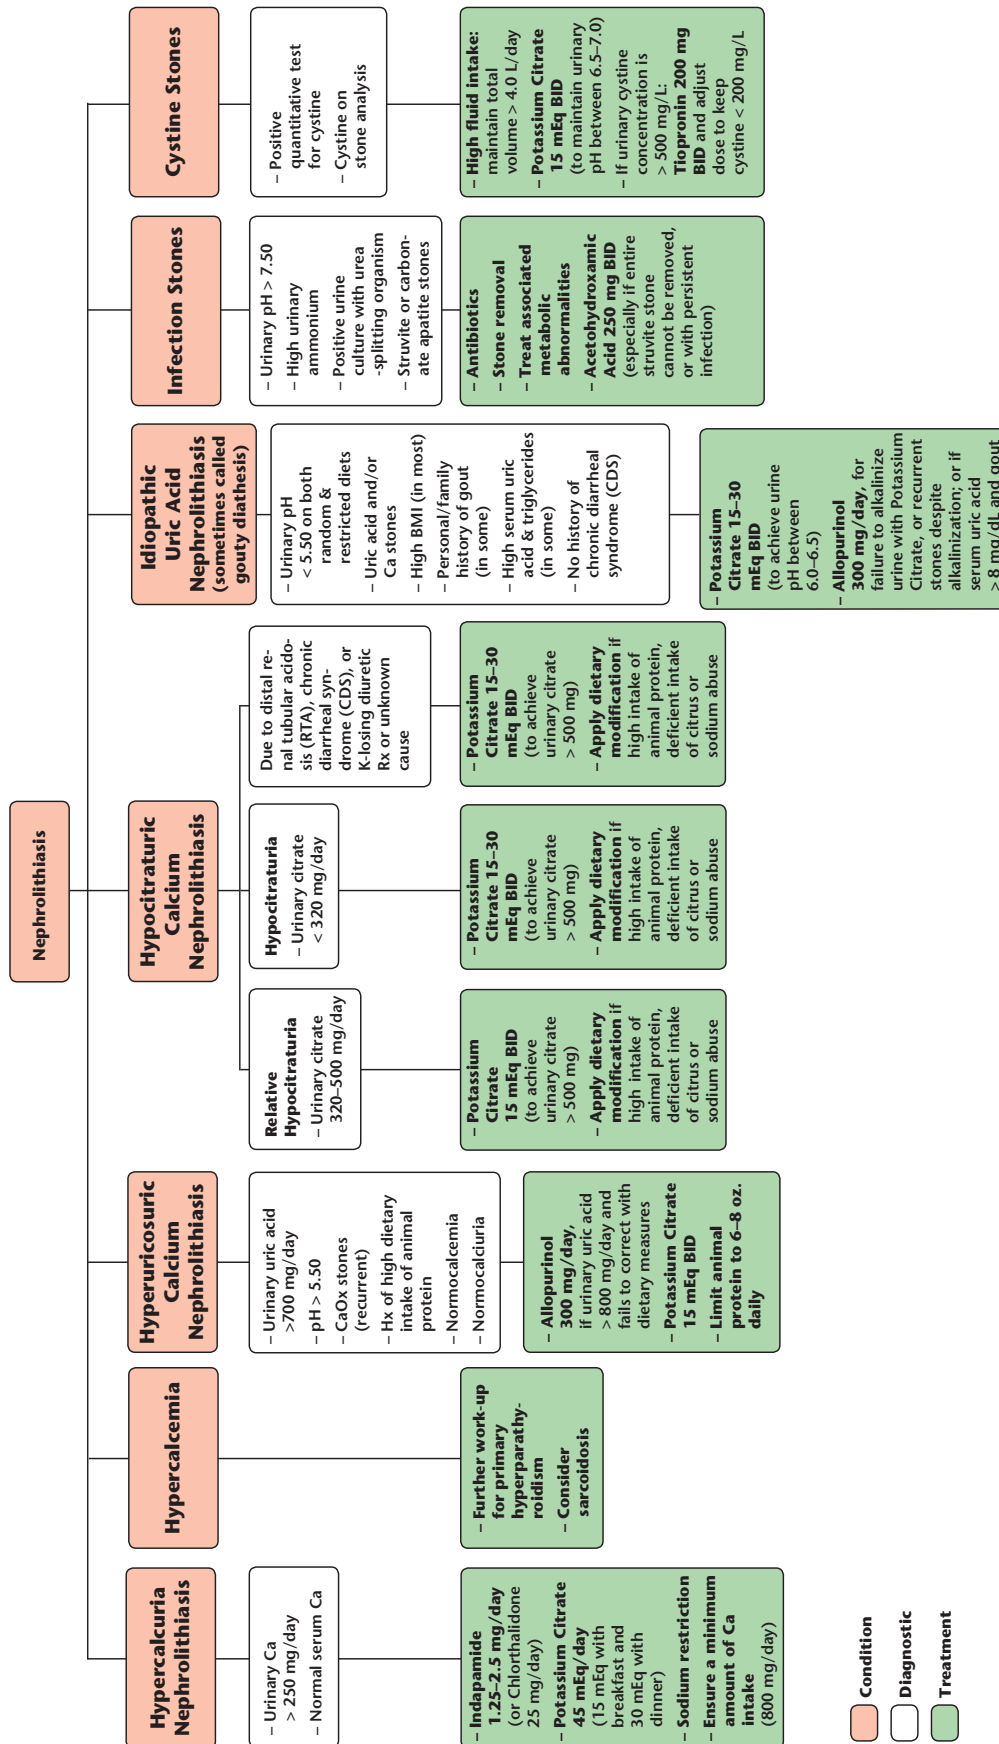 Nephrolithiasis
Hypercalcuria
Nephrolithiasis
– Urinary Ca
> 250 mg/day
– Normal serum Ca
– Indapamide
1.25–2.5 mg/day
(or Chlorthalidone
25 mg/day)
– Potassium Citrate
45 mEq/day
(15 mEq with
breakfast and
30 mEq with
dinner)
– Sodium restriction
– Ensure a minimum
amount of Ca
intake
(800 mg/day)
Hypercalcemia
– Further work-up
for primary
hyperparathy-
roidism
– Consider
sarcoidosis
Hyperuricosuric
Calcium
Nephrolithiasis
– Urinary uric acid
>700 mg/day
– pH > 5.50
– CaOx stones
(recurrent)
– Hx of high dietary
intake of animal
protein
– Normocalcemia
– Normocalciuria
– Allopurinol
300 mg/day,
if urinary uric acid
> 800 mg/day and
fails to correct with
dietary measures
– Potassium Citrate
15 mEq BID
– Limit animal
protein to 6–8 oz.
daily
Hypocitraturic
Calcium
Nephrolithiasis
Relative
Hypocitraturia
– Urinary citrate
320–500 mg/day
– Potassium
Citrate
15 mEq BID
(to achieve
urinary citrate
> 500 mg)
– Apply dietary
modification if
high intake of
animal protein,
deficient intake
of citrus or
sodium abuse
Hypocitraturia
– Urinary citrate
< 320 mg/day
– Potassium
Citrate 15–30
mEq BID
(to achieve
urinary citrate
> 500 mg)
– Apply dietary
modification if
high intake of
animal protein,
deficient intake
of citrus or
sodium abuse
Due to distal re-
nal tubular acido-
sis (RTA), chronic
diarrheal syn-
drome (CDS), or
K-losing diuretic
Rx or unknown
cause
– Potassium
Citrate 15–30
mEq BID
(to achieve
urinary citrate
> 500 mg)
– Apply dietary
modification if
high intake of
animal protein,
deficient intake
of citrus or
sodium abuse
Idiopathic
Uric Acid
Nephrolithiasis
(sometimes called
gouty diathesis)
– Urinary pH
< 5.50 on both
random &
restricted diets
– Uric acid and/or
Ca stones
– High BMI (in most)
– Personal/family
history of gout
(in some)
– High serum uric
acid & triglycerides
(in some)
– No history of
chronic diarrheal
syndrome (CDS)
– Potassium
Citrate 15–30
mEq BID
(to achieve urine
pH between
6.0–6.5)
– Allopurinol
300 mg/day, for
failure to alkalinize
urine with Potassium
Citrate, or recurrent
stones despite
alkalinization; or if
serum uric acid
> 8 mg/dL and gout
Infection Stones
– Urinary pH > 7.50
– High urinary
ammonium
– Positive urine
culture with urea
-splitting organism
– Struvite or carbon-
ate apatite stones
– Antibiotics
– Stone removal
– Treat associated
metabolic
abnormalities
– Acetohydroxamic
Acid 250 mg BID
(especially if entire
struvite stone
cannot be removed,
or with persistent
infection)
Cystine Stones
– Positive
quantitative test
for cystine
– Cystine on
stone analysis
– High fluid intake:
maintain total
volume > 4.0 L/day
– Potassium Citrate
15 mEq BID
(to maintain urinary
pH between 6.5–7.0)
– If urinary cystine
concentration is
> 500 mg/L:
Tiopronin 200 mg
BID and adjust
dose to keep
cystine < 200 mg/L
Condition
Diagnostic
Treatment